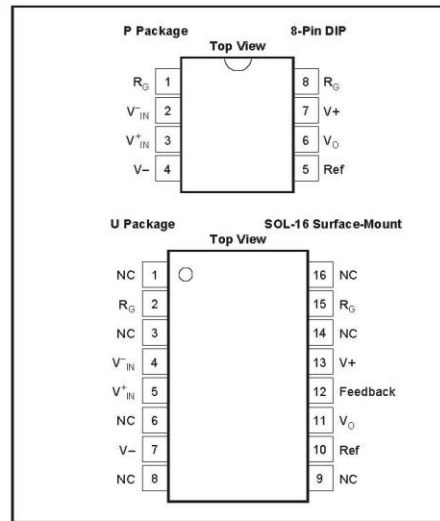 P Package 8-Pin DIP
Top View
R_G 1 8 R_G
V⁻_IN 2 7 V+
V⁺_IN 3 6 V_O
V– 4 5 Ref
U Package SOL-16 Surface-Mount
Top View
NC 1 16 NC
R_G 2 15 R_G
NC 3 14 NC
V⁻_IN 4 13 V+
V⁺_IN 5 12 Feedback
NC 6 11 V_O
V– 7 10 Ref
NC 8 9 NC